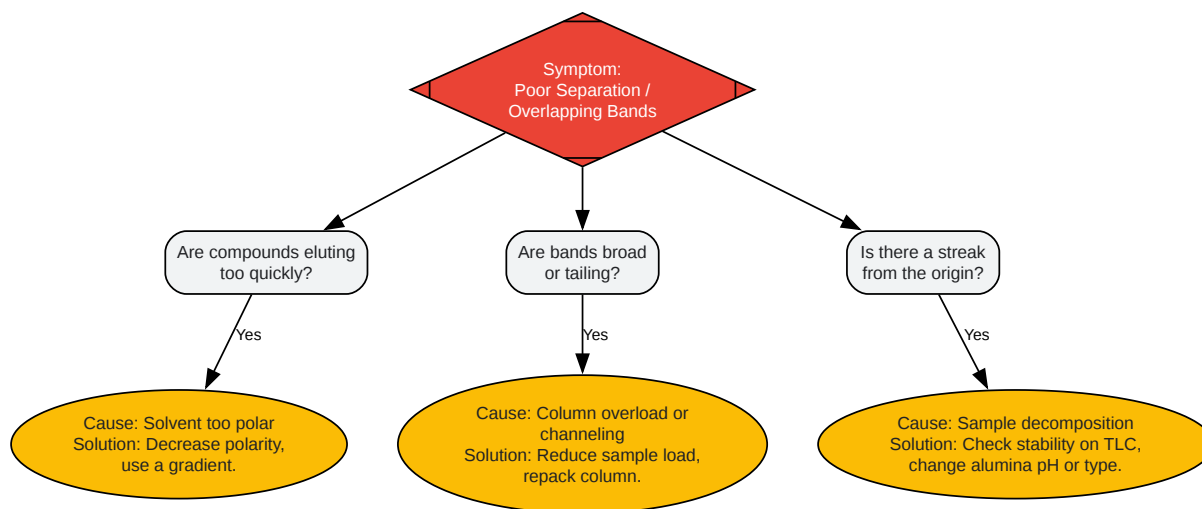 Symptom:
Poor Separation /
Overlapping Bands
Are compounds eluting
too quickly?
Are bands broad
or tailing?
Is there a streak
from the origin?
Yes
Yes
Yes
Cause: Solvent too polar
Solution: Decrease polarity,
use a gradient.
Cause: Column overload or
channeling
Solution: Reduce sample load,
repack column.
Cause: Sample decomposition
Solution: Check stability on TLC,
change alumina pH or type.